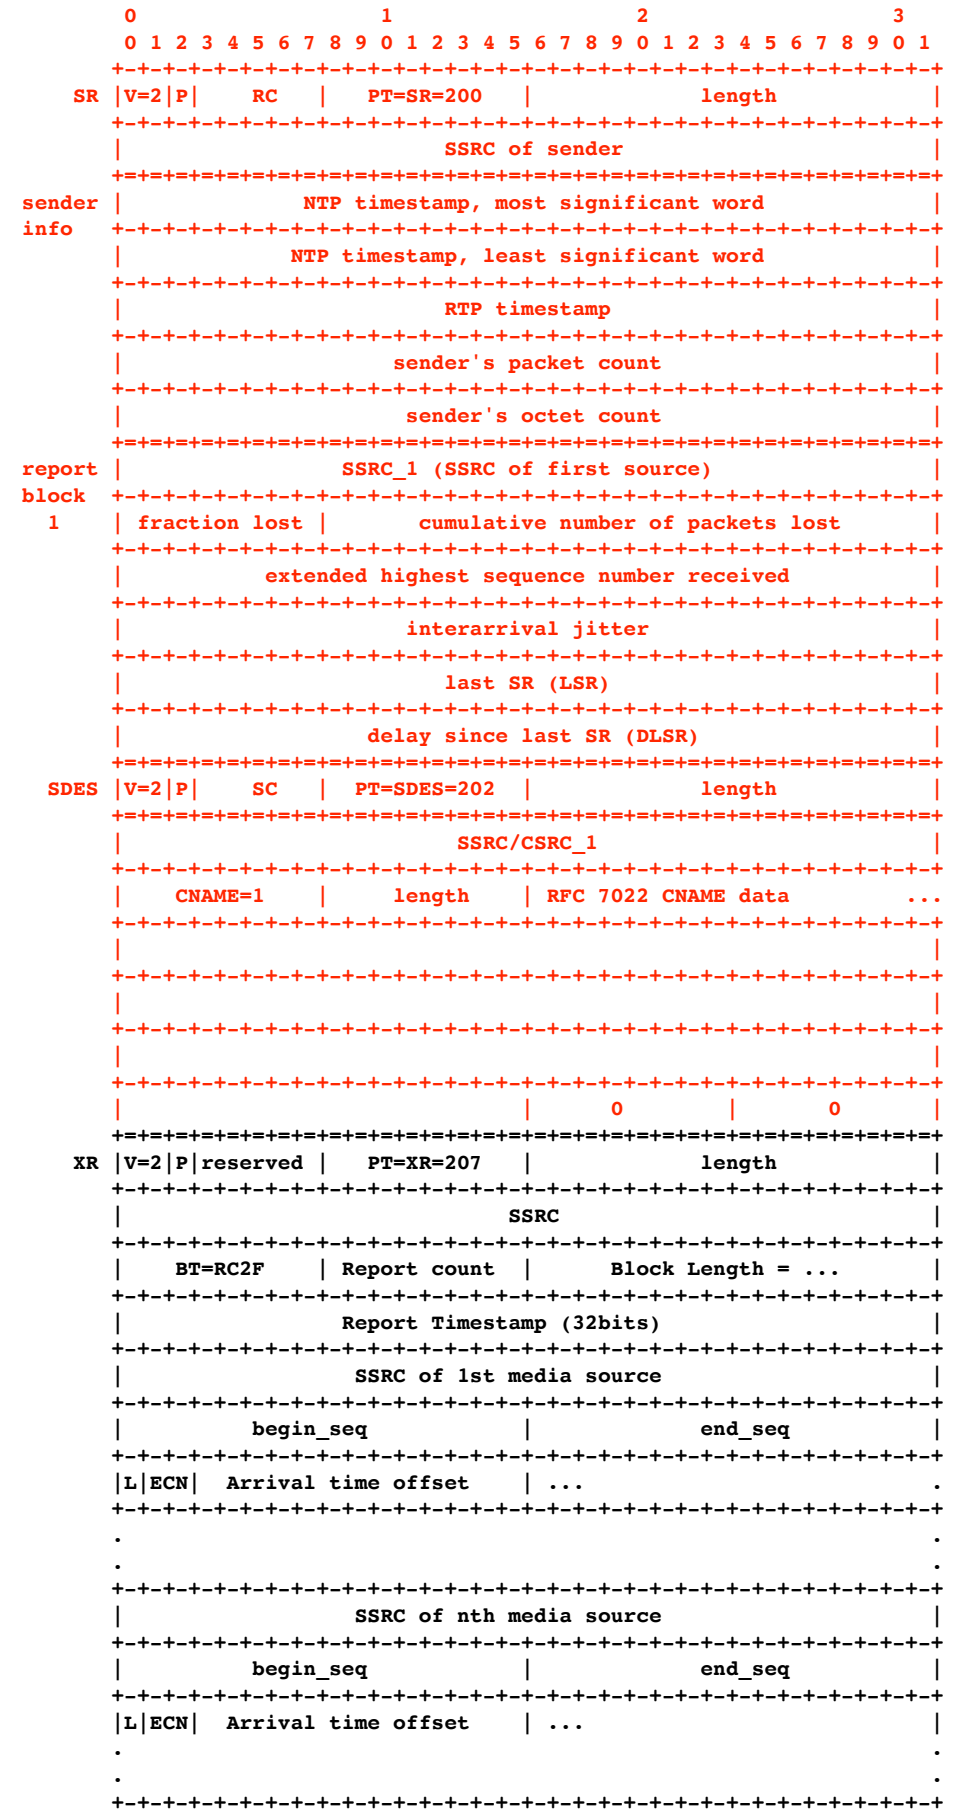 0 1 2 3
0 1 2 3 4 5 6 7 8 9 0 1 2 3 4 5 6 7 8 9 0 1 2 3 4 5 6 7 8 9 0 1
+-+-+-+-+-+-+-+-+-+-+-+-+-+-+-+-+-+-+-+-+-+-+-+-+-+-+-+-+-+-+-+-+
SR |V=2|P| RC | PT=SR=200 | length |
+-+-+-+-+-+-+-+-+-+-+-+-+-+-+-+-+-+-+-+-+-+-+-+-+-+-+-+-+-+-+-+-+
| SSRC of sender |
+=+=+=+=+=+=+=+=+=+=+=+=+=+=+=+=+=+=+=+=+=+=+=+=+=+=+=+=+=+=+=+=+
sender | NTP timestamp, most significant word |
info +-+-+-+-+-+-+-+-+-+-+-+-+-+-+-+-+-+-+-+-+-+-+-+-+-+-+-+-+-+-+-+-+
| NTP timestamp, least significant word |
+-+-+-+-+-+-+-+-+-+-+-+-+-+-+-+-+-+-+-+-+-+-+-+-+-+-+-+-+-+-+-+-+
| RTP timestamp |
+-+-+-+-+-+-+-+-+-+-+-+-+-+-+-+-+-+-+-+-+-+-+-+-+-+-+-+-+-+-+-+-+
| sender's packet count |
+-+-+-+-+-+-+-+-+-+-+-+-+-+-+-+-+-+-+-+-+-+-+-+-+-+-+-+-+-+-+-+-+
| sender's octet count |
+=+=+=+=+=+=+=+=+=+=+=+=+=+=+=+=+=+=+=+=+=+=+=+=+=+=+=+=+=+=+=+=+
report | SSRC_1 (SSRC of first source) |
block +-+-+-+-+-+-+-+-+-+-+-+-+-+-+-+-+-+-+-+-+-+-+-+-+-+-+-+-+-+-+-+-+
1 | fraction lost | cumulative number of packets lost |
+-+-+-+-+-+-+-+-+-+-+-+-+-+-+-+-+-+-+-+-+-+-+-+-+-+-+-+-+-+-+-+-+
| extended highest sequence number received |
+-+-+-+-+-+-+-+-+-+-+-+-+-+-+-+-+-+-+-+-+-+-+-+-+-+-+-+-+-+-+-+-+
| interarrival jitter |
+-+-+-+-+-+-+-+-+-+-+-+-+-+-+-+-+-+-+-+-+-+-+-+-+-+-+-+-+-+-+-+-+
| last SR (LSR) |
+-+-+-+-+-+-+-+-+-+-+-+-+-+-+-+-+-+-+-+-+-+-+-+-+-+-+-+-+-+-+-+-+
| delay since last SR (DLSR) |
+=+=+=+=+=+=+=+=+=+=+=+=+=+=+=+=+=+=+=+=+=+=+=+=+=+=+=+=+=+=+=+=+
SDES |V=2|P| SC | PT=SDES=202 | length |
+=+=+=+=+=+=+=+=+=+=+=+=+=+=+=+=+=+=+=+=+=+=+=+=+=+=+=+=+=+=+=+=+
| SSRC/CSRC_1 |
+-+-+-+-+-+-+-+-+-+-+-+-+-+-+-+-+-+-+-+-+-+-+-+-+-+-+-+-+-+-+-+-+
| CNAME=1 | length | RFC 7022 CNAME data ...
+-+-+-+-+-+-+-+-+-+-+-+-+-+-+-+-+-+-+-+-+-+-+-+-+-+-+-+-+-+-+-+-+
| |
+-+-+-+-+-+-+-+-+-+-+-+-+-+-+-+-+-+-+-+-+-+-+-+-+-+-+-+-+-+-+-+-+
| |
+-+-+-+-+-+-+-+-+-+-+-+-+-+-+-+-+-+-+-+-+-+-+-+-+-+-+-+-+-+-+-+-+
| |
+-+-+-+-+-+-+-+-+-+-+-+-+-+-+-+-+-+-+-+-+-+-+-+-+-+-+-+-+-+-+-+-+
| | 0 | 0 |
+=+=+=+=+=+=+=+=+=+=+=+=+=+=+=+=+=+=+=+=+=+=+=+=+=+=+=+=+=+=+=+=+
XR |V=2|P|reserved | PT=XR=207 | length |
+-+-+-+-+-+-+-+-+-+-+-+-+-+-+-+-+-+-+-+-+-+-+-+-+-+-+-+-+-+-+-+-+
| SSRC |
+-+-+-+-+-+-+-+-+-+-+-+-+-+-+-+-+-+-+-+-+-+-+-+-+-+-+-+-+-+-+-+-+
| BT=RC2F | Report count | Block Length = ... |
+-+-+-+-+-+-+-+-+-+-+-+-+-+-+-+-+-+-+-+-+-+-+-+-+-+-+-+-+-+-+-+-+
| Report Timestamp (32bits) |
+-+-+-+-+-+-+-+-+-+-+-+-+-+-+-+-+-+-+-+-+-+-+-+-+-+-+-+-+-+-+-+-+
| SSRC of 1st media source |
+-+-+-+-+-+-+-+-+-+-+-+-+-+-+-+-+-+-+-+-+-+-+-+-+-+-+-+-+-+-+-+-+
| begin_seq | end_seq |
+-+-+-+-+-+-+-+-+-+-+-+-+-+-+-+-+-+-+-+-+-+-+-+-+-+-+-+-+-+-+-+-+
|L|ECN| Arrival time offset | ... .
+-+-+-+-+-+-+-+-+-+-+-+-+-+-+-+-+-+-+-+-+-+-+-+-+-+-+-+-+-+-+-+-+
. .
. .
+-+-+-+-+-+-+-+-+-+-+-+-+-+-+-+-+-+-+-+-+-+-+-+-+-+-+-+-+-+-+-+-+
| SSRC of nth media source |
+-+-+-+-+-+-+-+-+-+-+-+-+-+-+-+-+-+-+-+-+-+-+-+-+-+-+-+-+-+-+-+-+
| begin_seq | end_seq |
+-+-+-+-+-+-+-+-+-+-+-+-+-+-+-+-+-+-+-+-+-+-+-+-+-+-+-+-+-+-+-+-+
|L|ECN| Arrival time offset | ... |
. .
. .
+-+-+-+-+-+-+-+-+-+-+-+-+-+-+-+-+-+-+-+-+-+-+-+-+-+-+-+-+-+-+-+-+